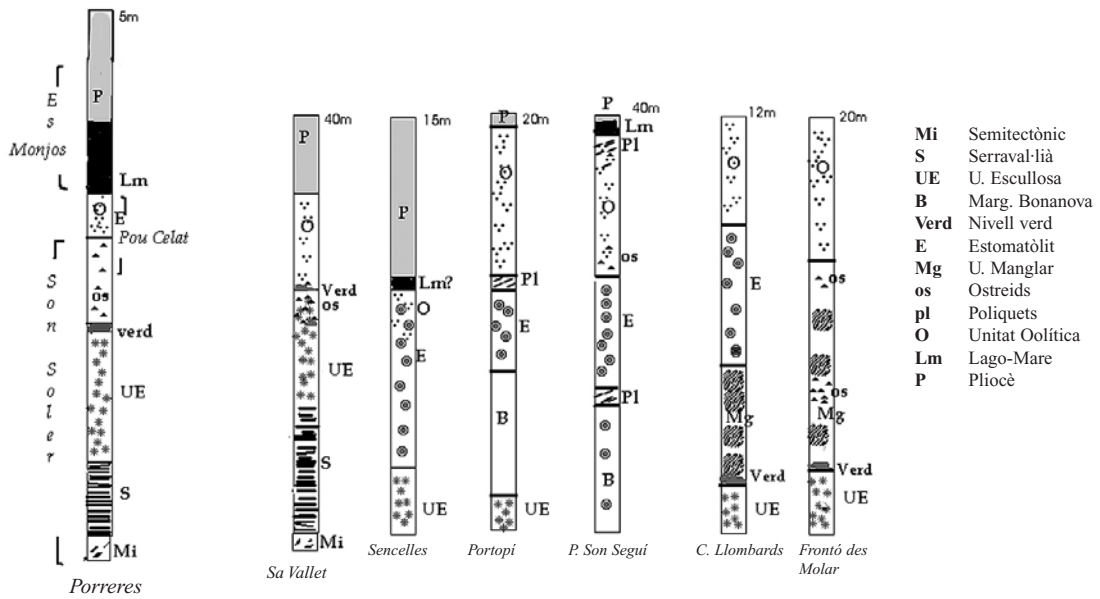 5m
P
Es Monjos
Lm
O
E
Pou Celat
os
verd
Son Soler
UE
S
Mi
Porreres
40m
P
O
Verd
os
UE
S
Mi
Sa Vallet
15m
P
Lm?
O
E
UE
Sencelles
P
20m
O
Pl
E
B
UE
Portopí
P
40m
Lm
Pl
O
os
E
Pl
B
P. Son Seguí
12m
O
E
Mg
Verd
UE
C. Llombards
20m
O
os
os
Mg
Verd
UE
Frontó des
Molar
Mi Semitectònic
S Serraval·lià
UE U. Escullosa
B Marg. Bonanova
Verd Nivell verd
E Estomatòlit
Mg U. Manglar
os Ostreids
pl Poliquets
O Unitat Oolítica
Lm Lago-Mare
P Pliocè